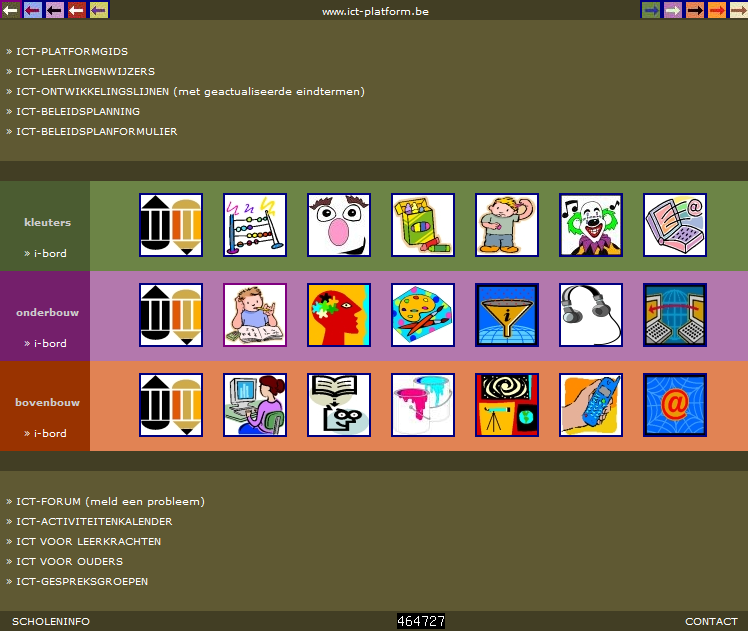 www.ict-platform.be
» ICT-PLATFORMGIDS
» ICT-LEERLINGENWIJZERS
» ICT-ONTWIKKELINGSLIJNEN (met geactualiseerde eindtermen)
» ICT-BELEIDSPLANNING
» ICT-BELEIDSPLANFORMULIER
kleuters
» i-bord
@
onderbouw
» i-bord
i
bovenbouw
» i-bord
@
» ICT-FORUM (meld een probleem)
» ICT-ACTIVITEITENKALENDER
» ICT VOOR LEERKRACHTEN
» ICT VOOR OUDERS
» ICT-GESPREKSGROEPEN
SCHOLENINFO 464727 CONTACT